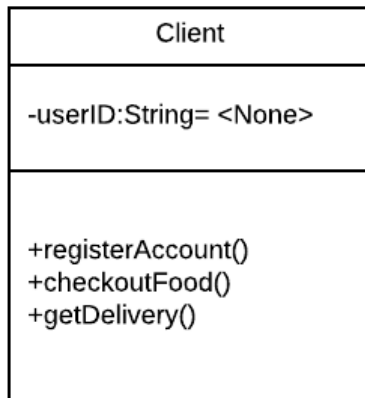 Client
-userID:String= <None>
+registerAccount()
+checkoutFood()
+getDelivery()